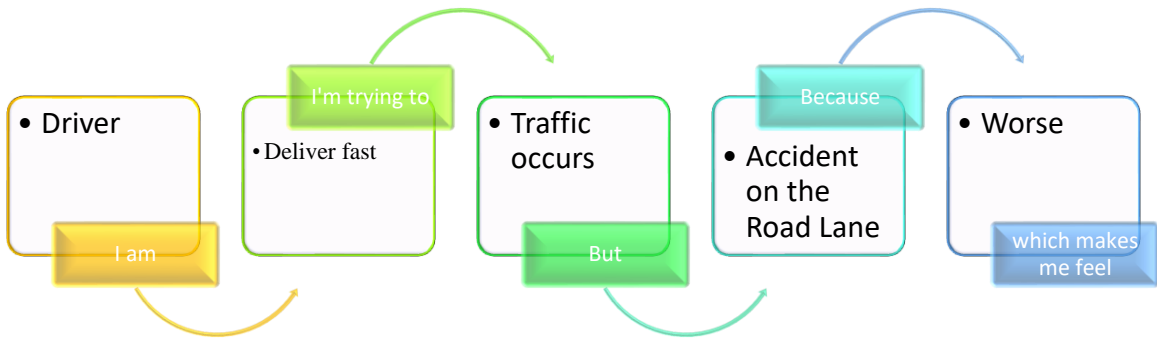 • Driver
I am
I'm trying to
• Deliver fast
• Traffic
occurs
But
Because
• Accident
on the
Road Lane
• Worse
which makes
me feel